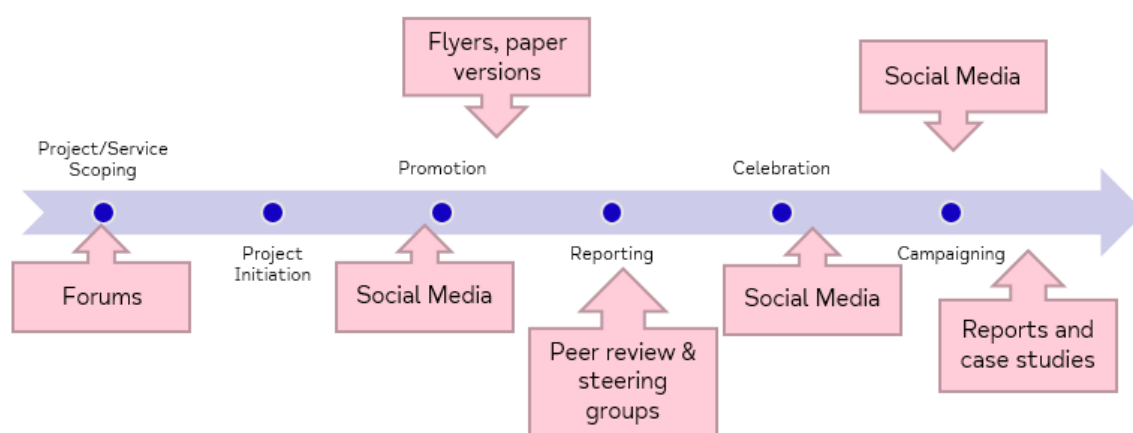 Flyers, paper
versions
Social Media
Project/Service
Scoping
Promotion
Celebration
Project
Initiation
Reporting
Campaigning
Forums
Social Media
Social Media
Peer review &
steering
groups
Reports and
case studies